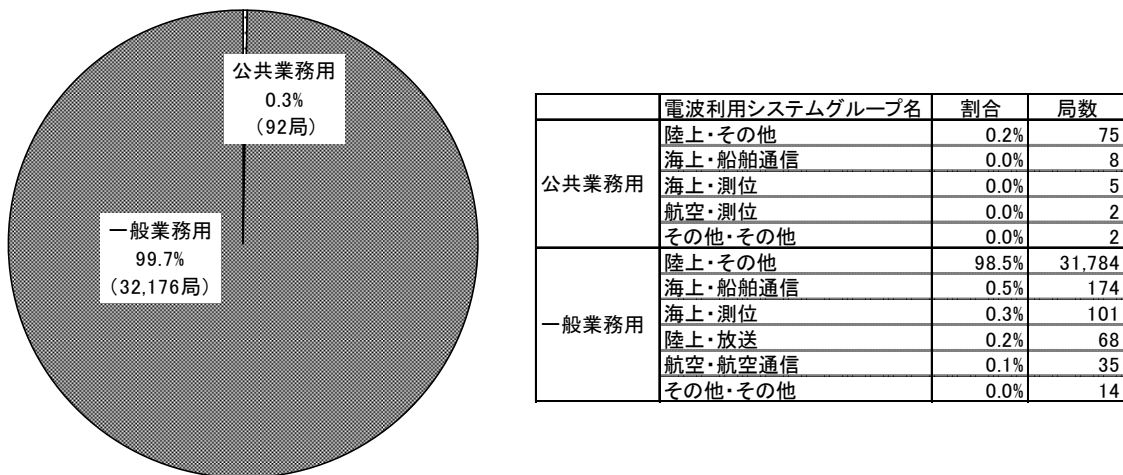 公共業務用
0.3%
（92局）
一般業務用
99.7%
（32,176局）
電波利用システムグループ名 割合 局数
公共業務用
陸上・その他 0.2% 75
海上・船舶通信 0.0% 8
海上・測位 0.0% 5
航空・測位 0.0% 2
その他・その他 0.0% 2
一般業務用
陸上・その他 98.5% 31,784
海上・船舶通信 0.5% 174
海上・測位 0.3% 101
陸上・放送 0.2% 68
航空・航空通信 0.1% 35
その他・その他 0.0% 14